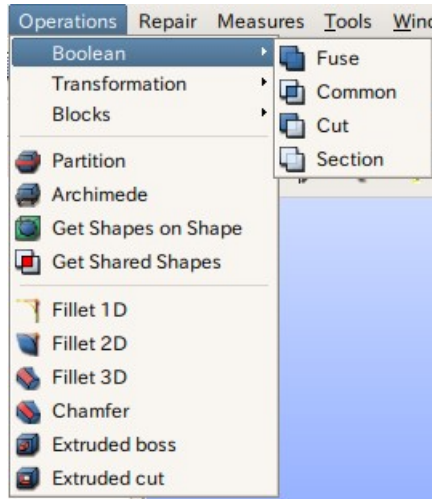 Operations Repair Measures Tools
Boolean
Transformation
Blocks
Partition
Archimede
Get Shapes on Shape
Get Shared Shapes
Fillet 1D
Fillet 2D
Fillet 3D
Chamfer
Extruded boss
Extruded cut
Fuse
Common
Cut
Section